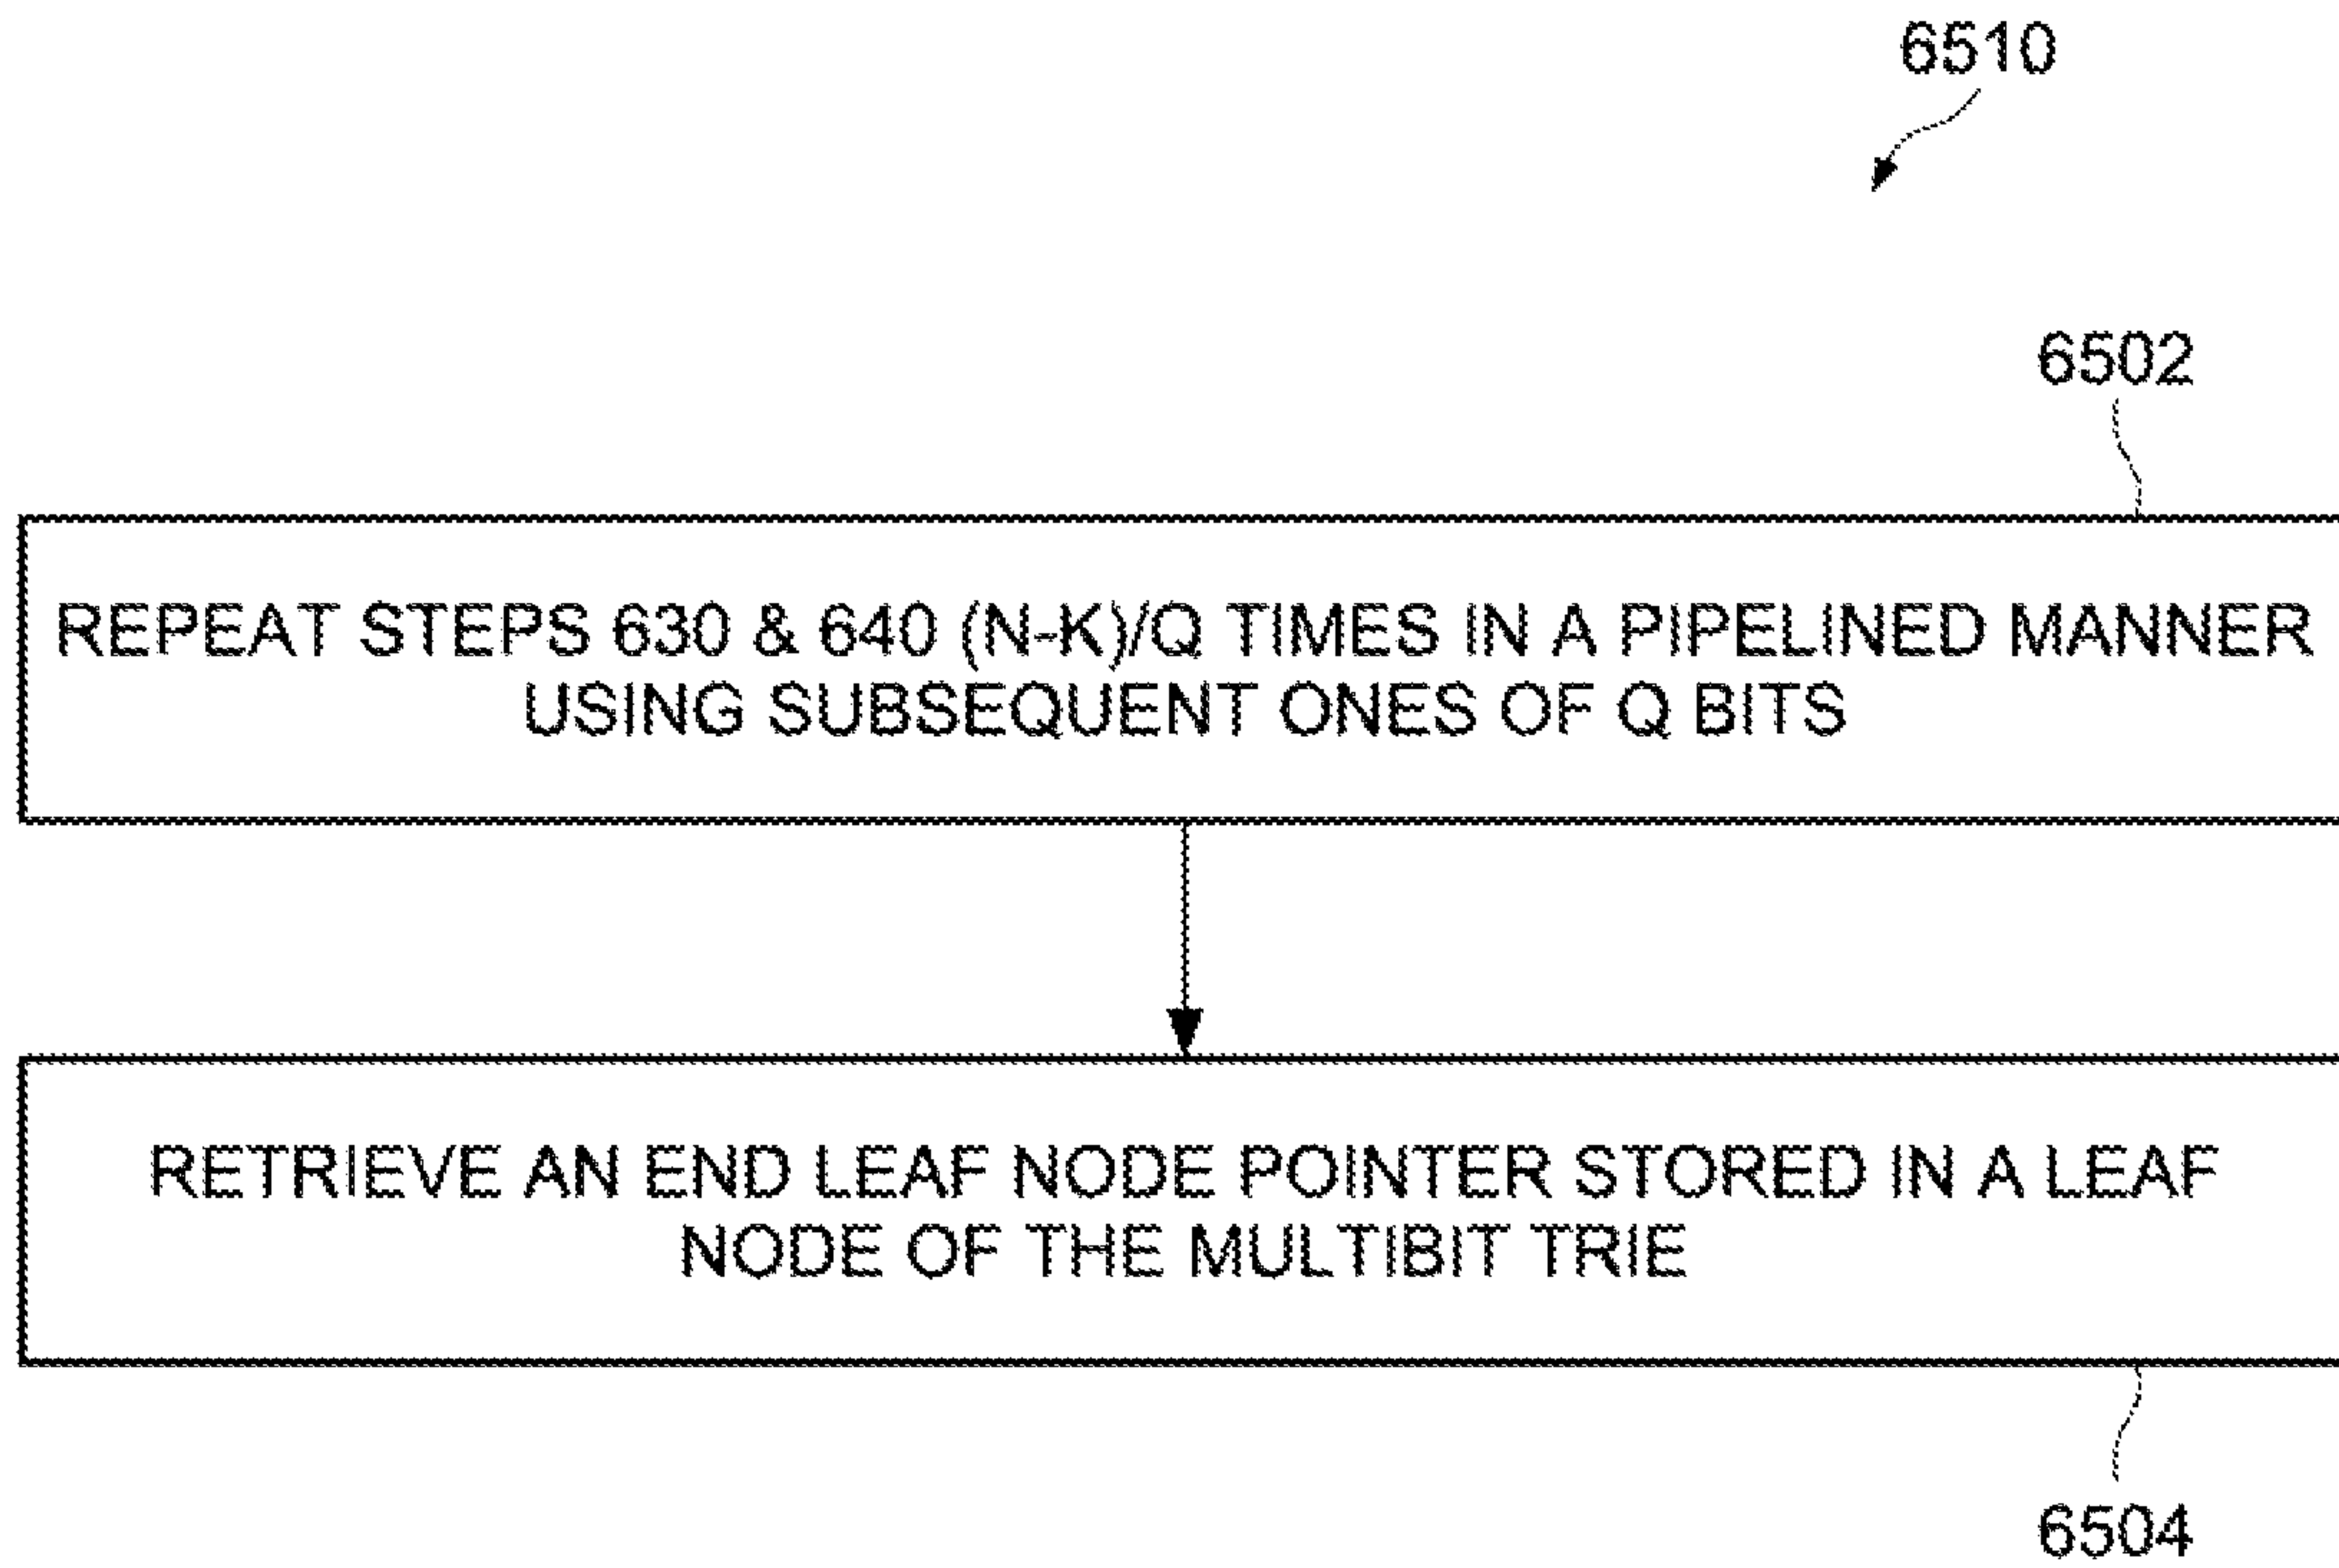 6510
6502
REPEAT STEPS 630 & 640 (N-K)/Q TIMES IN A PIPELINED MANNER
USING SUBSEQUENT ONES OF Q BITS
RETRIEVE AN END LEAF NODE POINTER STORED IN A LEAF
NODE OF THE MULTIBIT TRIE
6504